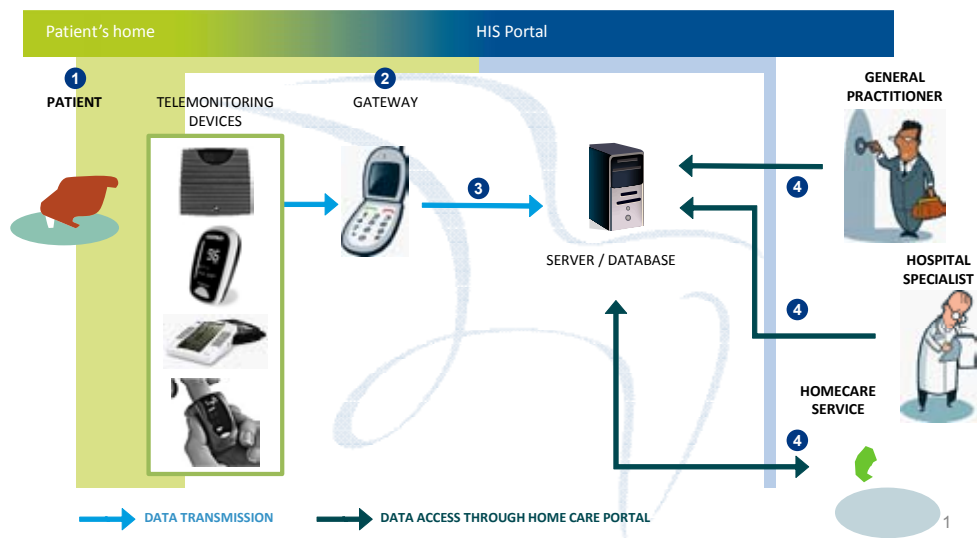 Patient's home
HIS Portal
1
PATIENT
TELEMONITORING
DEVICES
2
GATEWAY
3
SERVER / DATABASE
GENERAL
PRACTITIONER
4
HOSPITAL
SPECIALIST
4
HOMECARE
SERVICE
4
DATA TRANSMISSION
DATA ACCESS THROUGH HOME CARE PORTAL
1